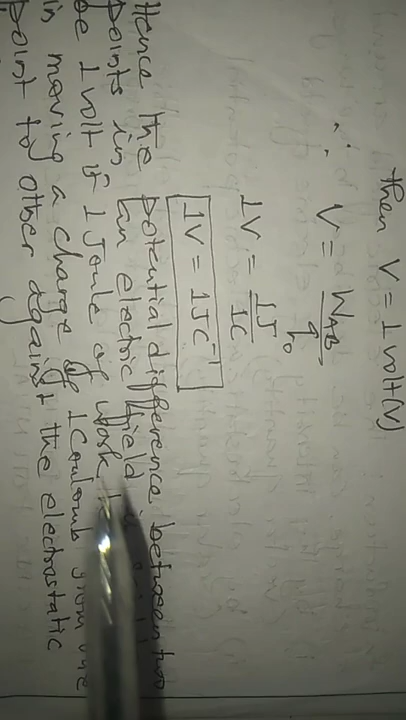 then V = 1 volt (V)
∵ V = W_AB / q₀
1V = 1J / 1C
1V = 1JC⁻¹
Hence the potential difference between two
points in an electric field
be 1 volt if 1 Joule of work
in moving a charge of 1 Coulomb from one
point to other against the electrostatic